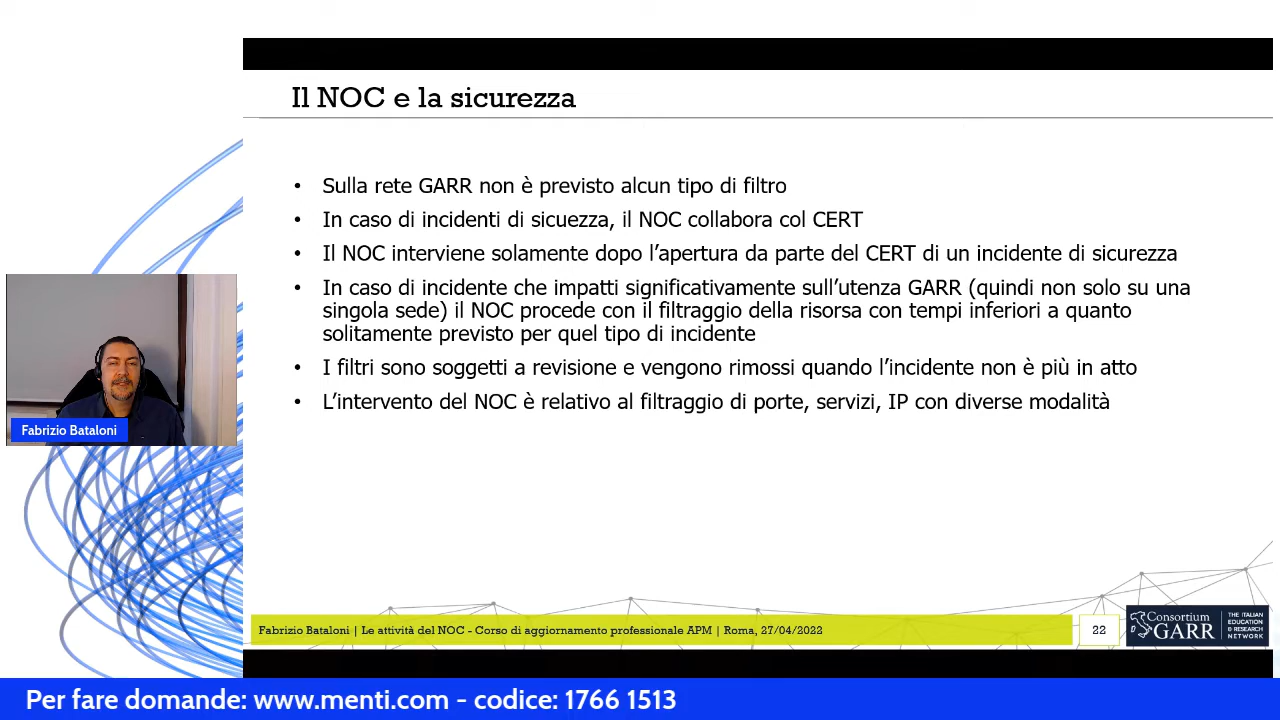 Il NOC e la sicurezza
• Sulla rete GARR non è previsto alcun tipo di filtro
• In caso di incidenti di sicuezza, il NOC collabora col CERT
• Il NOC interviene solamente dopo l’apertura da parte del CERT di un incidente di sicurezza
• In caso di incidente che impatti significativamente sull’utenza GARR (quindi non solo su una
singola sede) il NOC procede con il filtraggio della risorsa con tempi inferiori a quanto
solitamente previsto per quel tipo di incidente
• I filtri sono soggetti a revisione e vengono rimossi quando l’incidente non è più in atto
• L’intervento del NOC è relativo al filtraggio di porte, servizi, IP con diverse modalità
Fabrizio Bataloni
Fabrizio Bataloni | Le attività del NOC - Corso di aggiornamento professionale APM | Roma, 27/04/2022
22
Consortium
GARR
THE ITALIAN
EDUCATION
& RESEARCH
NETWORK
Per fare domande: www.menti.com - codice: 1766 1513